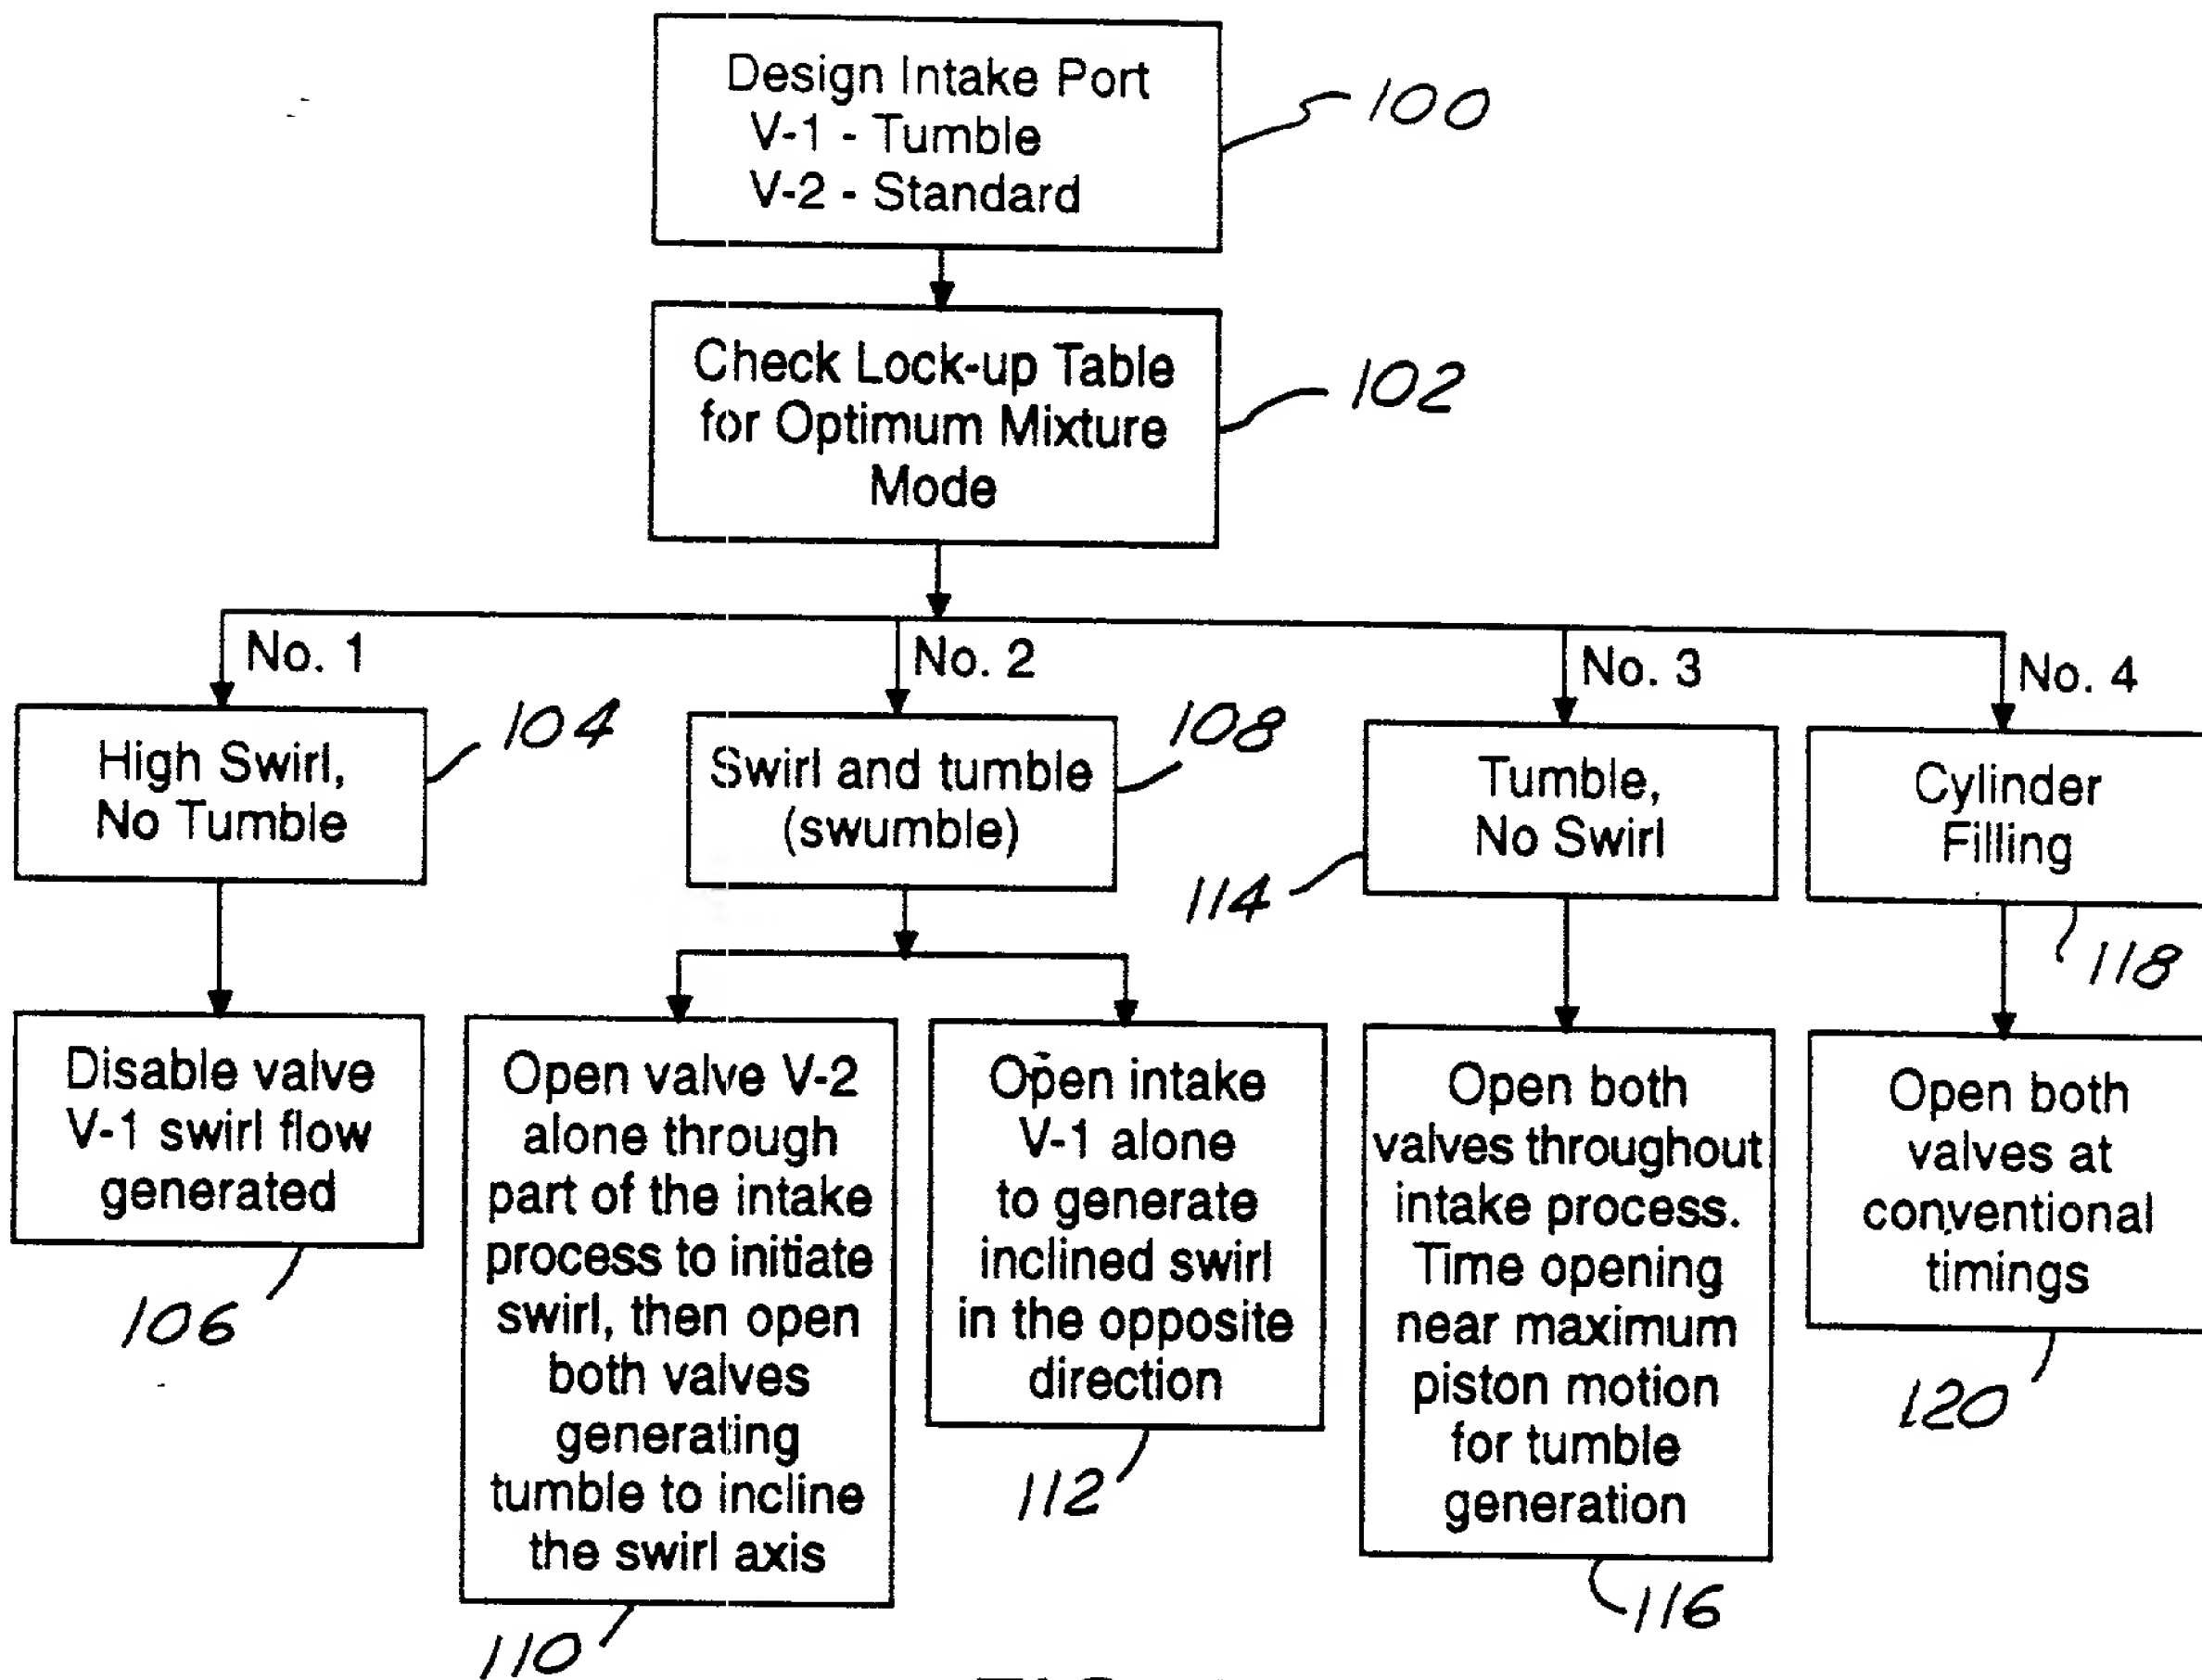 Design Intake Port
V-1 - Tumble
V-2 - Standard
100
Check Lock-up Table
for Optimum Mixture
Mode
102
No. 1
No. 2
No. 3
No. 4
High Swirl,
No Tumble
104
Swirl and tumble
(swumble)
108
Tumble,
No Swirl
114
Cylinder
Filling
118
Disable valve
V-1 swirl flow
generated
106
Open valve V-2
alone through
part of the intake
process to initiate
swirl, then open
both valves
generating
tumble to incline
the swirl axis
110
Open intake
V-1 alone
to generate
inclined swirl
in the opposite
direction
112
Open both
valves throughout
intake process.
Time opening
near maximum
piston motion
for tumble
generation
116
Open both
valves at
conventional
timings
120